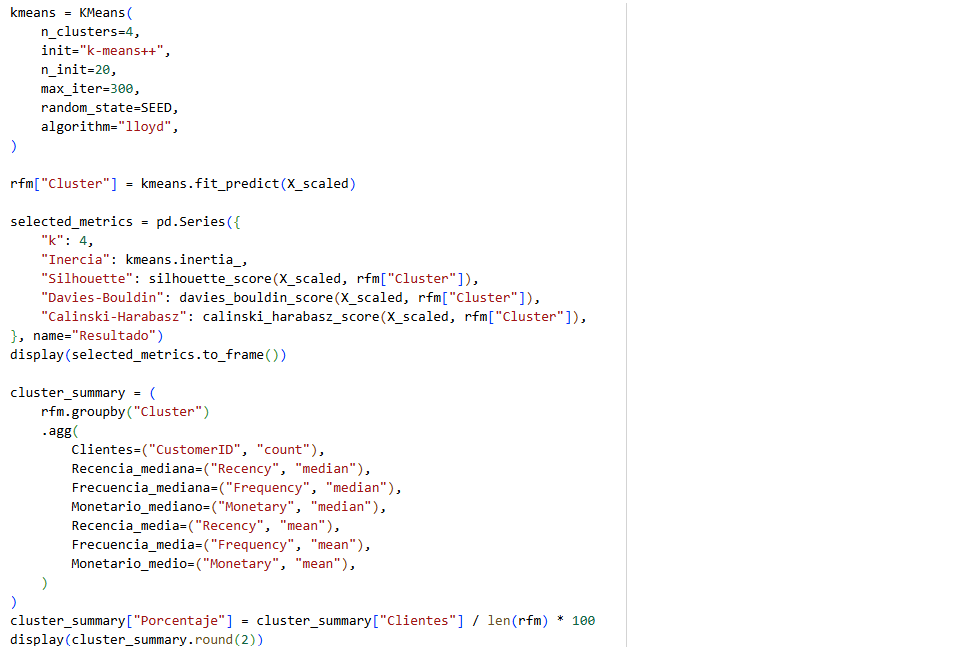 kmeans = KMeans(
    n_clusters=4,
    init="k-means++",
    n_init=20,
    max_iter=300,
    random_state=SEED,
    algorithm="lloyd",
)
rfm["Cluster"] = kmeans.fit_predict(X_scaled)
selected_metrics = pd.Series({
    "k": 4,
    "Inercia": kmeans.inertia_,
    "Silhouette": silhouette_score(X_scaled, rfm["Cluster"]),
    "Davies-Bouldin": davies_bouldin_score(X_scaled, rfm["Cluster"]),
    "Calinski-Harabasz": calinski_harabasz_score(X_scaled, rfm["Cluster"]),
}, name="Resultado")
display(selected_metrics.to_frame())
cluster_summary = (
    rfm.groupby("Cluster")
    .agg(
        Clientes=("CustomerID", "count"),
        Recencia_mediana=("Recency", "median"),
        Frecuencia_mediana=("Frequency", "median"),
        Monetario_mediano=("Monetary", "median"),
        Recencia_media=("Recency", "mean"),
        Frecuencia_media=("Frequency", "mean"),
        Monetario_medio=("Monetary", "mean"),
    )
)
cluster_summary["Porcentaje"] = cluster_summary["Clientes"] / len(rfm) * 100
display(cluster_summary.round(2))